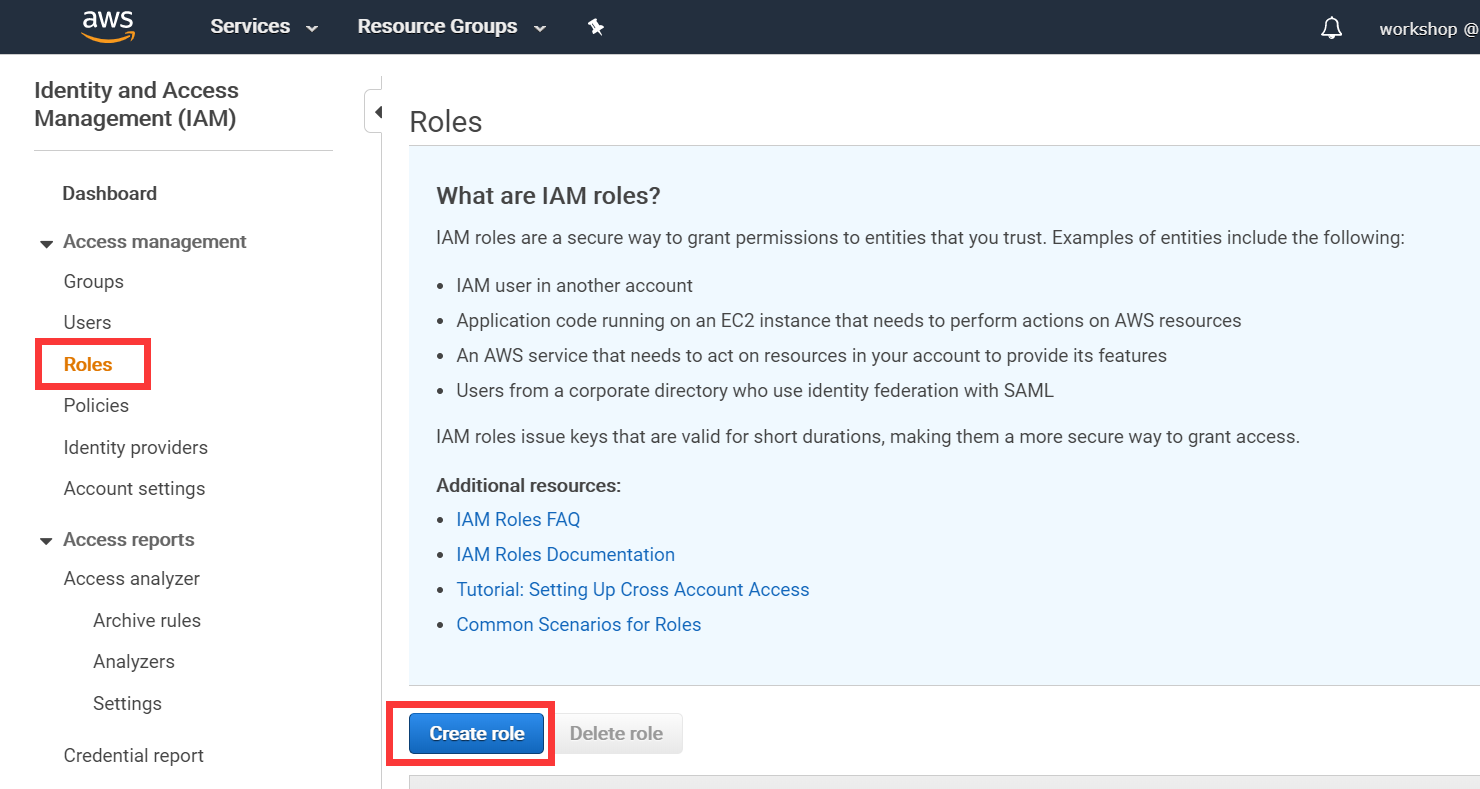 aws
Services
Resource Groups
workshop @
Identity and Access
Management (IAM)
Dashboard
Access management
Groups
Users
Roles
Policies
Identity providers
Account settings
Access reports
Access analyzer
Archive rules
Analyzers
Settings
Credential report
Roles
What are IAM roles?
IAM roles are a secure way to grant permissions to entities that you trust. Examples of entities include the following:
IAM user in another account
Application code running on an EC2 instance that needs to perform actions on AWS resources
An AWS service that needs to act on resources in your account to provide its features
Users from a corporate directory who use identity federation with SAML
IAM roles issue keys that are valid for short durations, making them a more secure way to grant access.
Additional resources:
IAM Roles FAQ
IAM Roles Documentation
Tutorial: Setting Up Cross Account Access
Common Scenarios for Roles
Create role
Delete role